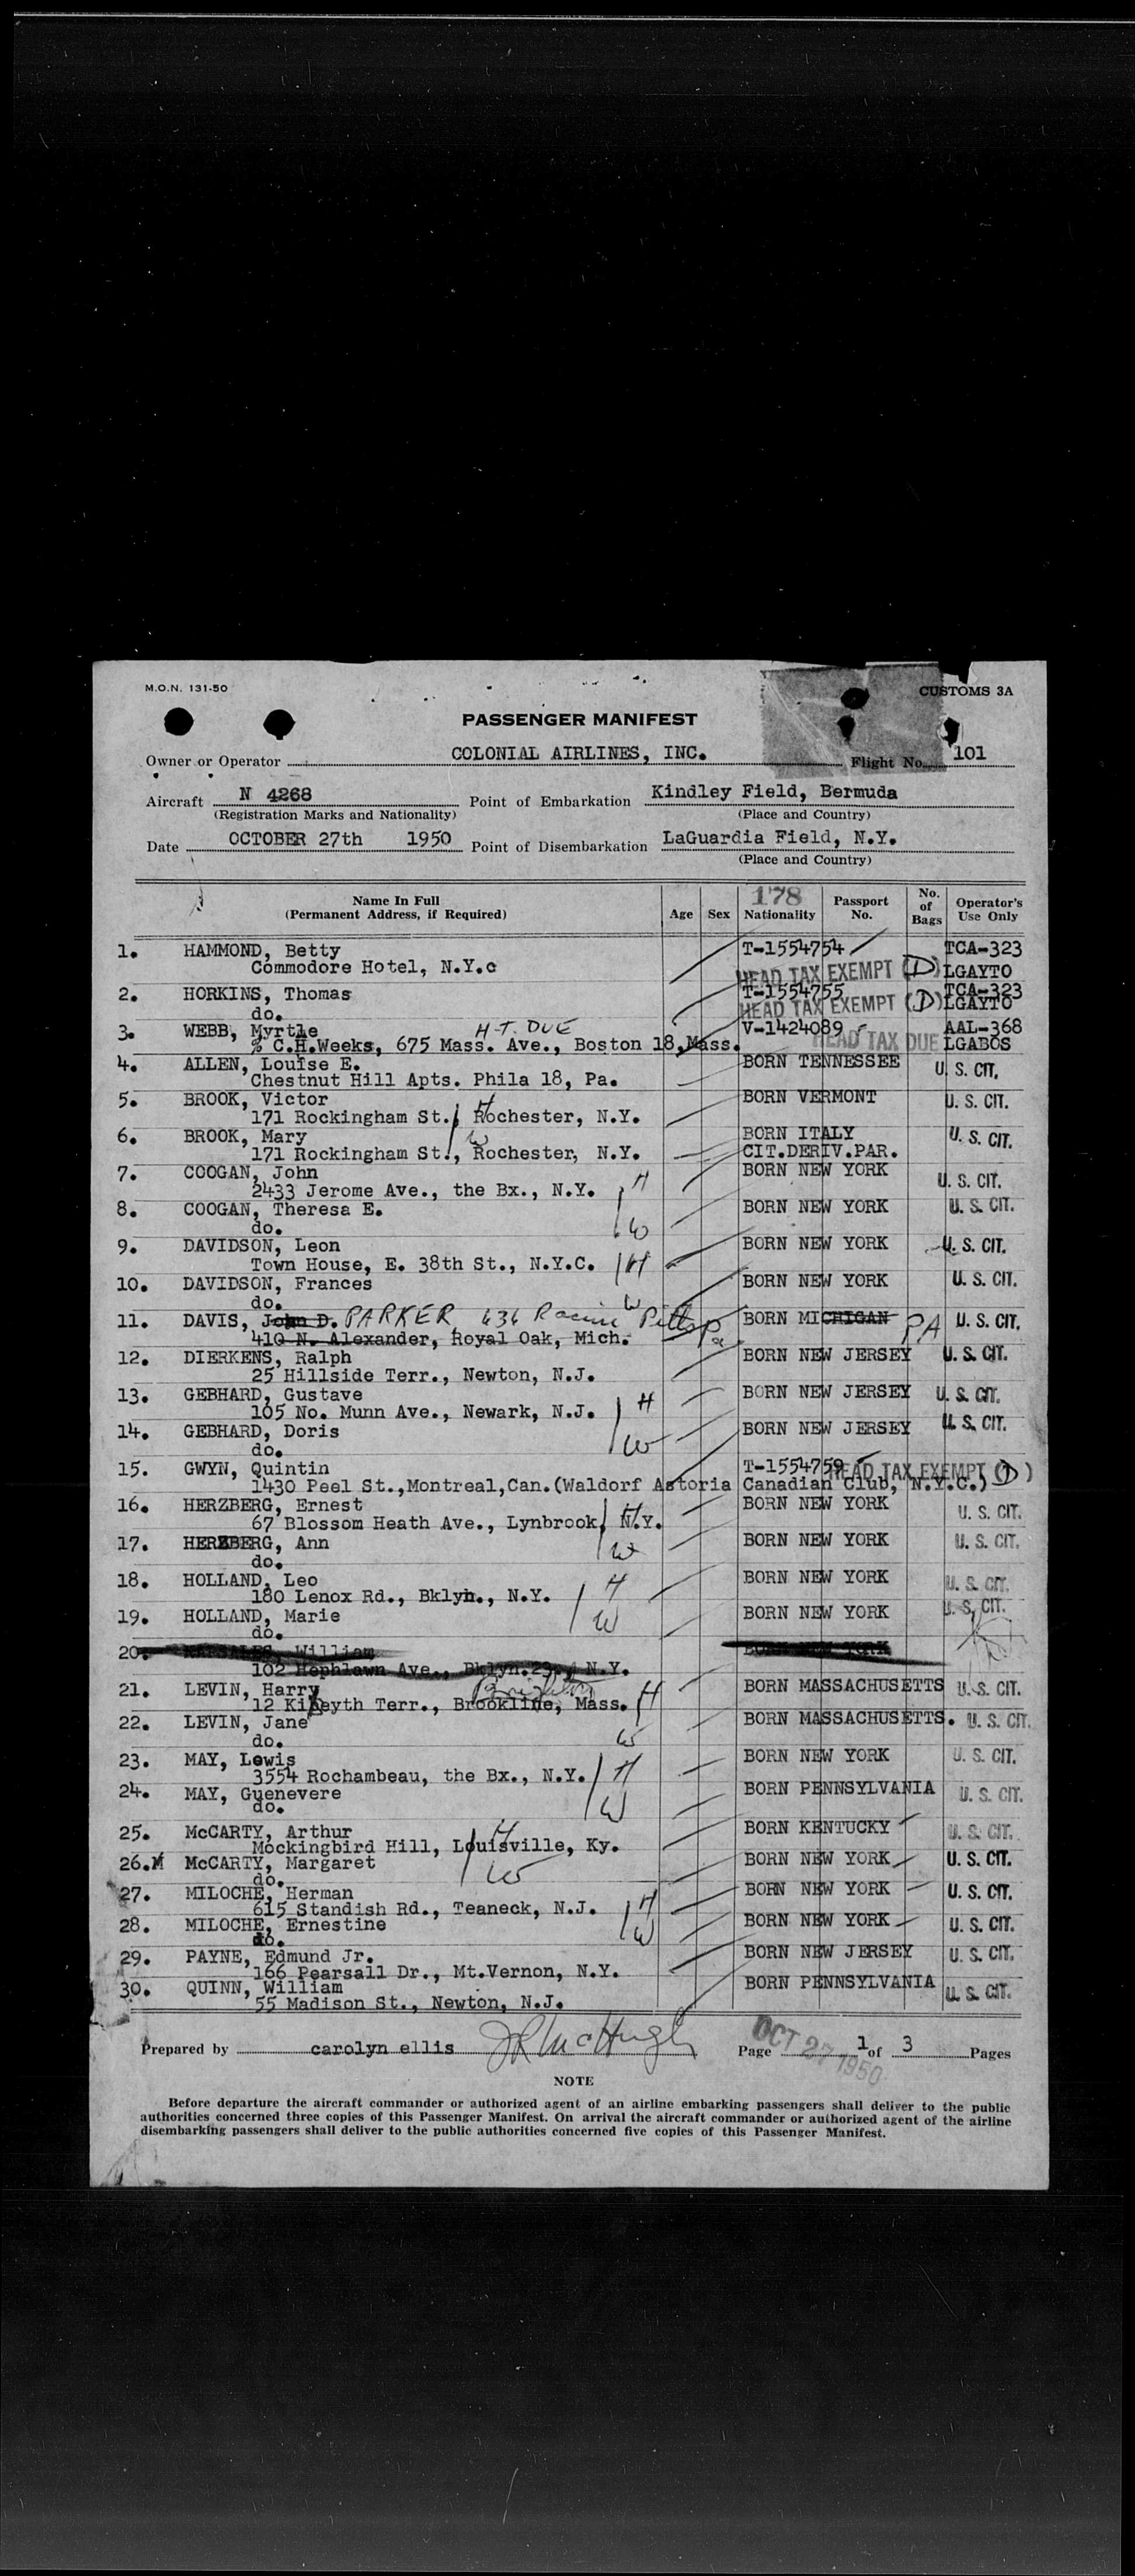 M.O.N. 131-50
CUSTOMS 3A
PASSENGER MANIFEST
Owner or Operator COLONIAL AIRLINES, INC. Flight No. 101
Aircraft N 4268 Point of Embarkation Kindley Field, Bermuda
(Registration Marks and Nationality) (Place and Country)
Date OCTOBER 27th 1950 Point of Disembarkation LaGuardia Field, N.Y.
(Place and Country)
178
Name In Full (Permanent Address, if Required) Age Sex Nationality Passport No. No. of Bags Operator's Use Only
1. HAMMOND, Betty T-1554754 TCA-323
Commodore Hotel, N.Y.c HEAD TAX EXEMPT (D) LGAYTO
2. HORKINS, Thomas T-1554755 TCA-323
do. HEAD TAX EXEMPT (D) LGAYTO
3. WEBB, Myrtle H.T. DUE V-1424089 AAL-368
% C.H.Weeks, 675 Mass. Ave., Boston 18, Mass. HEAD TAX DUE LGABOS
4. ALLEN, Louise E. BORN TENNESSEE U. S. CIT.
Chestnut Hill Apts. Phila 18, Pa.
5. BROOK, Victor H BORN VERMONT U. S. CIT.
171 Rockingham St., Rochester, N.Y.
6. BROOK, Mary W BORN ITALY U. S. CIT.
171 Rockingham St., Rochester, N.Y. CIT.DERIV.PAR.
7. COOGAN, John BORN NEW YORK U. S. CIT.
2433 Jerome Ave., the Bx., N.Y. H
8. COOGAN, Theresa E. BORN NEW YORK U. S. CIT.
do. W
9. DAVIDSON, Leon BORN NEW YORK U. S. CIT.
Town House, E. 38th St., N.Y.C. H
10. DAVIDSON, Frances BORN NEW YORK U. S. CIT.
do. W
11. DAVIS, John D. PARKER 636 Racine Pittsp BORN MICHIGAN PA U. S. CIT.
410 N. Alexander, Royal Oak, Mich.
12. DIERKENS, Ralph BORN NEW JERSEY U. S. CIT.
25 Hillside Terr., Newton, N.J.
13. GEBHARD, Gustave BORN NEW JERSEY U. S. CIT.
105 No. Munn Ave., Newark, N.J. H
14. GEBHARD, Doris BORN NEW JERSEY U. S. CIT.
do. W
15. GWYN, Quintin T-1554759 HEAD TAX EXEMPT (D)
1430 Peel St.,Montreal,Can.(Waldorf Astoria Canadian Club, N.Y.C.)
16. HERZBERG, Ernest BORN NEW YORK U. S. CIT.
67 Blossom Heath Ave., Lynbrook, N.Y. H
17. HERZBERG, Ann BORN NEW YORK U. S. CIT.
do. W
18. HOLLAND, Leo H BORN NEW YORK U. S. CIT.
180 Lenox Rd., Bklyn., N.Y.
19. HOLLAND, Marie W BORN NEW YORK U. S. CIT.
do.
20. William BORN NEW YORK
102 Ave., Bklyn.29., N.Y.
21. LEVIN, Harry Brighton BORN MASSACHUSETTS U. S. CIT.
12 Terr., Brookline, Mass. H
22. LEVIN, Jane BORN MASSACHUSETTS. U. S. CIT.
do. W
23. MAY, Lewis BORN NEW YORK U. S. CIT.
3554 Rochambeau, the Bx., N.Y. H
24. MAY, Guenevere BORN PENNSYLVANIA U. S. CIT.
do. W
25. McCARTY, Arthur H BORN KENTUCKY U. S. CIT.
Mockingbird Hill, Louisville, Ky.
26. McCARTY, Margaret BORN NEW YORK U. S. CIT.
do. W
27. MILOCHE, Herman BORN NEW YORK U. S. CIT.
615 Standish Rd., Teaneck, N.J. H
28. MILOCHE, Ernestine BORN NEW YORK U. S. CIT.
do. W
29. PAYNE, Edmund Jr. BORN NEW JERSEY U. S. CIT.
166 Pearsall Dr., Mt.Vernon, N.Y.
30. QUINN, William BORN PENNSYLVANIA U. S. CIT.
55 Madison St., Newton, N.J.
Prepared by carolyn ellis Page 1 of 3 Pages
OCT 27 1950
NOTE
Before departure the aircraft commander or authorized agent of an airline embarking passengers shall deliver to the public
authorities concerned three copies of this Passenger Manifest. On arrival the aircraft commander or authorized agent of the airline
disembarking passengers shall deliver to the public authorities concerned five copies of this Passenger Manifest.